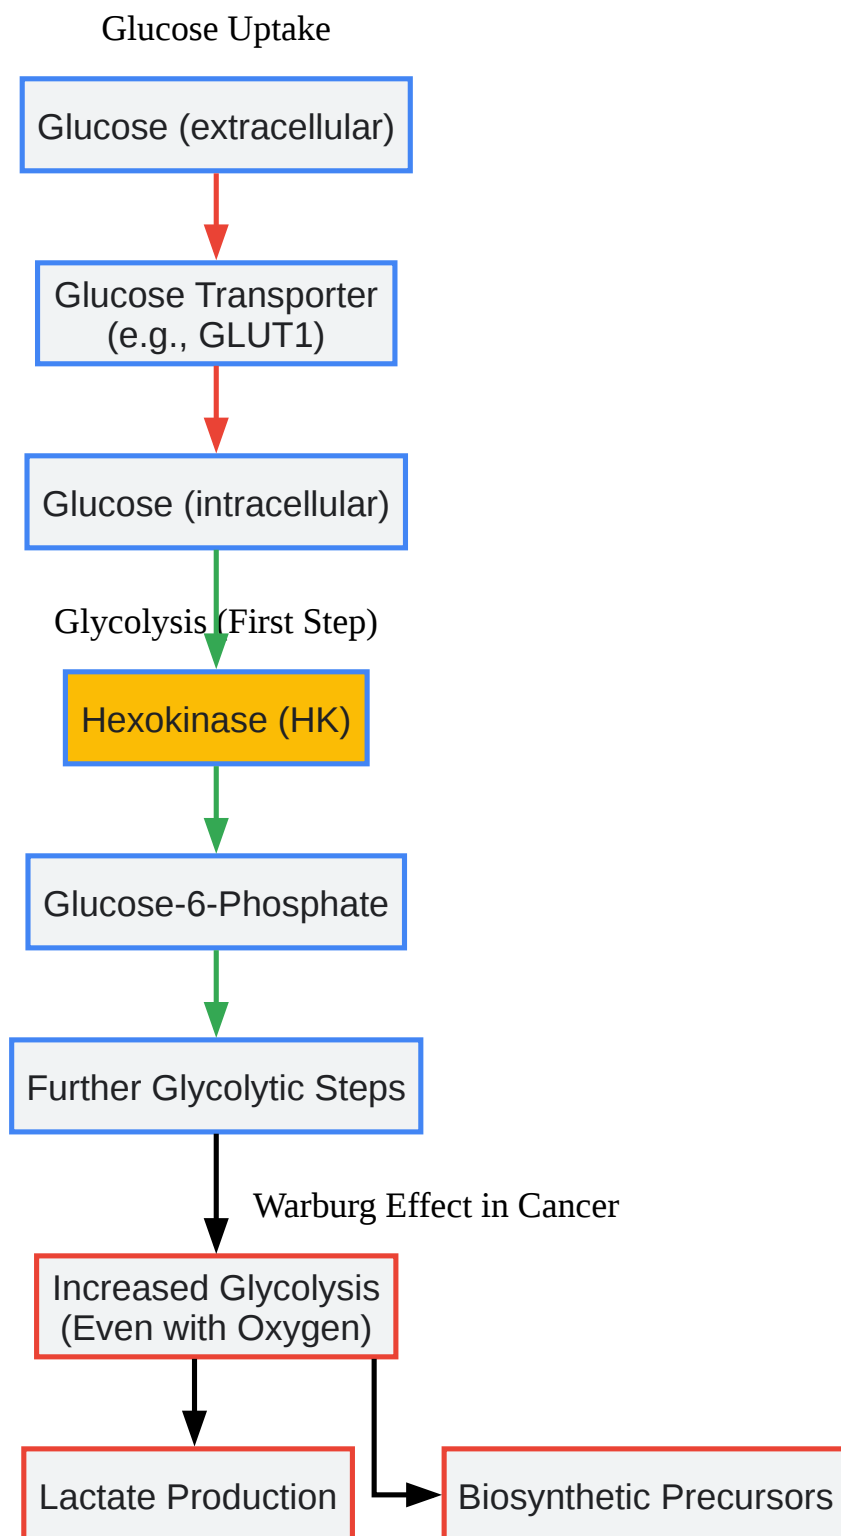 Glucose Uptake
Glucose (extracellular)
Glucose Transporter
(e.g., GLUT1)
Glucose (intracellular)
Glycolysis (First Step)
Hexokinase (HK)
Glucose-6-Phosphate
Further Glycolytic Steps
Warburg Effect in Cancer
Increased Glycolysis
(Even with Oxygen)
Lactate Production
Biosynthetic Precursors